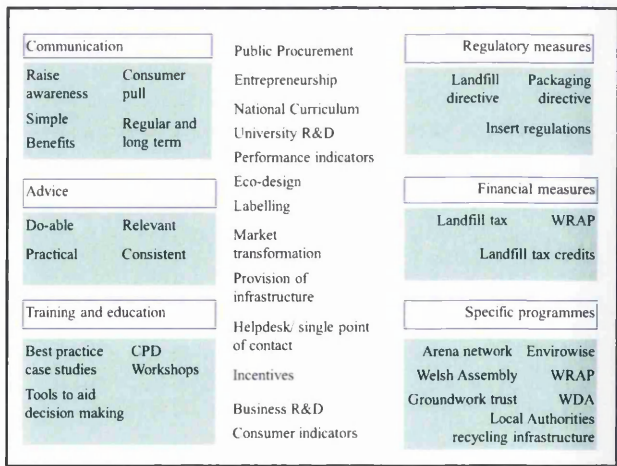 Communication
Raise
awareness
Simple
Benefits
Consumer
pull
Regular and
long term
Advice
Do-able
Relevant
Practical
Consistent
Training and education
Best practice
case studies
CPD
Workshops
Tools to aid
decision making
Public Procurement
Entrepreneurship
National Curriculum
University R&D
Performance indicators
Eco-design
Labelling
Market
transformation
Provision of
infrastructure
Helpdesk/ single point
of contact
Incentives
Business R&D
Consumer indicators
Regulatory measures
Landfill
directive
Packaging
directive
Insert regulations
Financial measures
Landfill tax
WRAP
Landfill tax credits
Specific programmes
Arena network
Envirowise
Welsh Assembly
WRAP
Groundwork trust
WDA
Local Authorities
recycling infrastructure